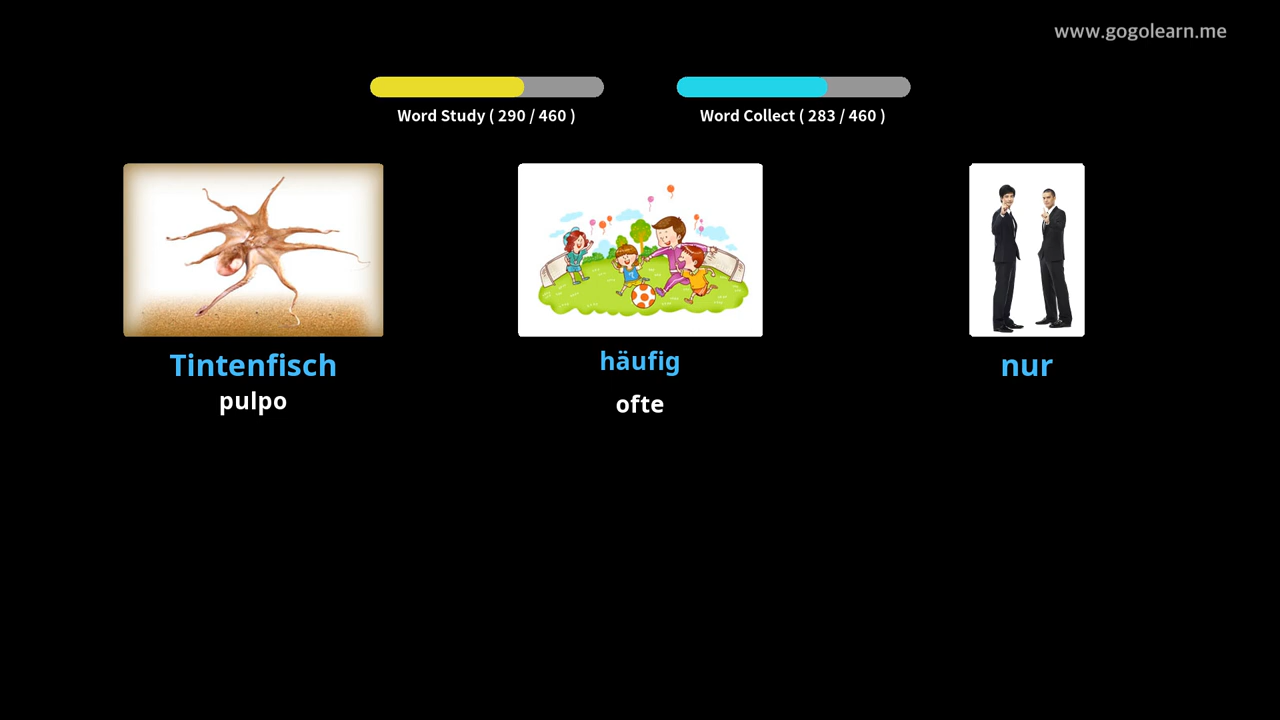 www.gogolearn.me
Word Study ( 290 / 460 )
Word Collect ( 283 / 460 )
Tintenfisch
pulpo
häufig
ofte
nur